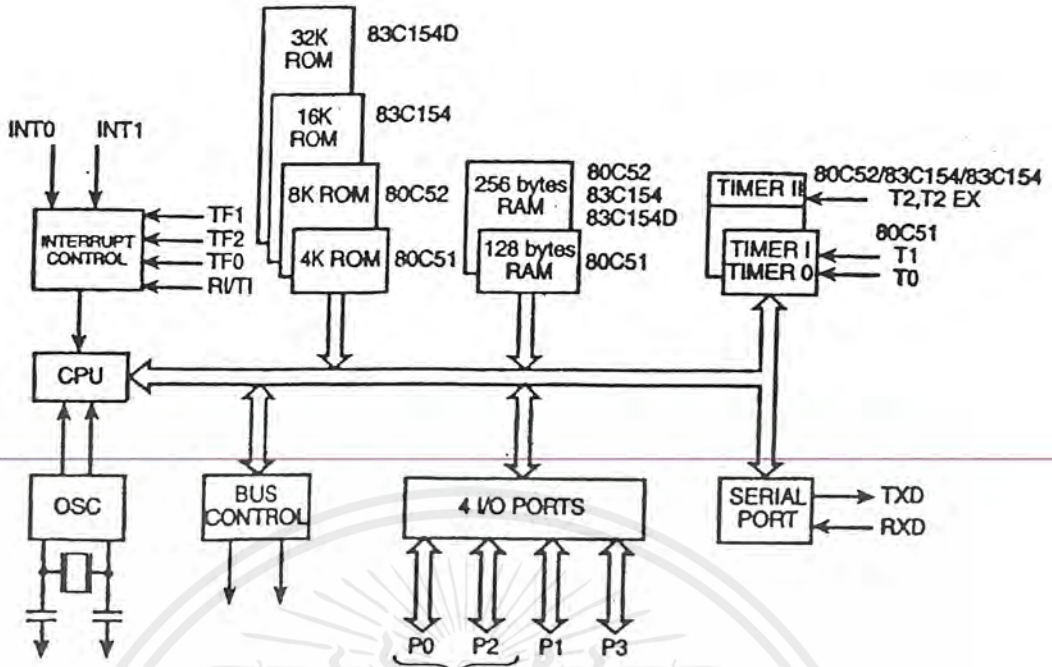 32K
ROM
83C154D
16K
ROM
83C154
8K ROM
80C52
4K ROM
80C51
INT0
INT1
INTERRUPT
CONTROL
TF1
TF2
TF0
RI/TI
256 bytes
RAM
80C52
83C154
83C154D
128 bytes
RAM
80C51
TIMER II
80C52/83C154/83C154
T2,T2 EX
80C51
TIMER I
T1
TIMER 0
T0
CPU
OSC
BUS
CONTROL
4 I/O PORTS
SERIAL
PORT
TXD
RXD
P0
P2
P1
P3